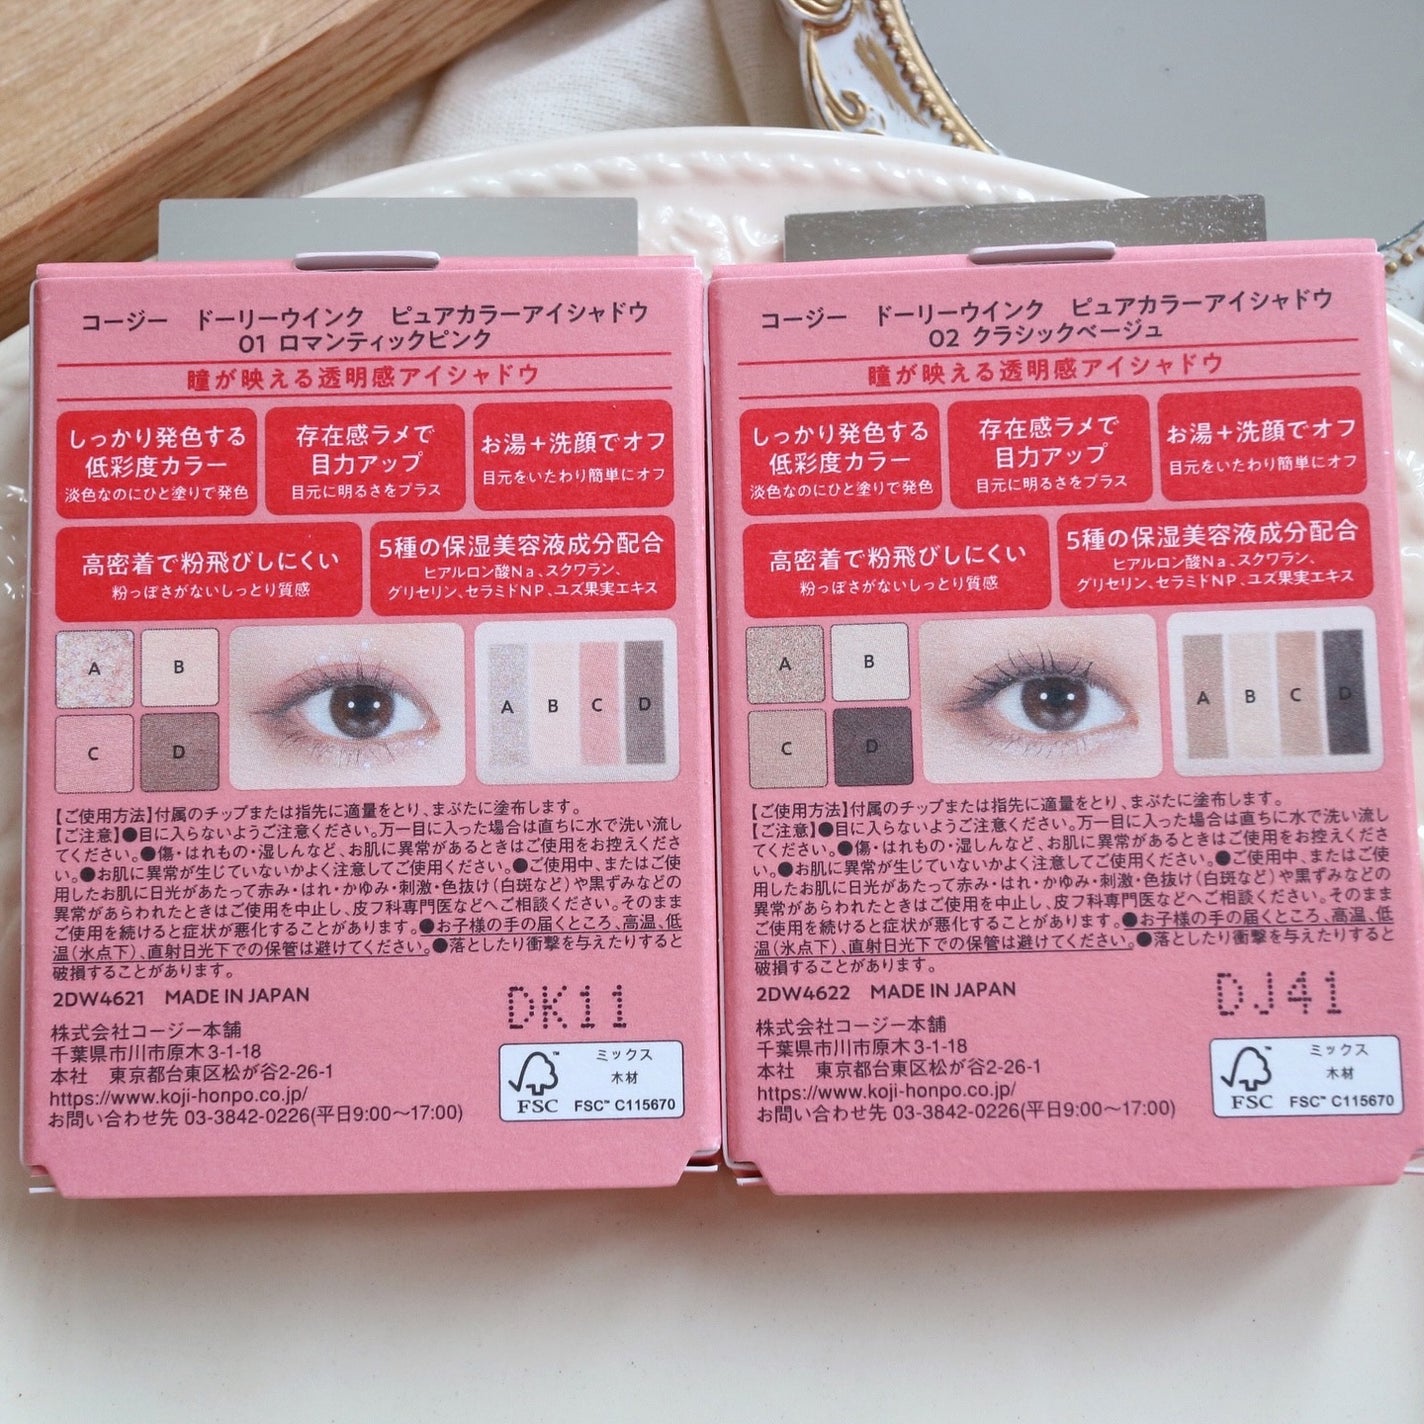 コージー　ドーリーウインク　ピュアカラーアイシャドウ
01 ロマンティックピンク
瞳が映える透明感アイシャドウ
しっかり発色する
低彩度カラー
淡色なのにひと塗りで発色
存在感ラメで
目力アップ
目元に明るさをプラス
お湯＋洗顔でオフ
目元をいたわり簡単にオフ
高密着で粉飛びしにくい
粉っぽさがないしっとり質感
5種の保湿美容液成分配合
ヒアルロン酸Na、スクワラン、
グリセリン、セラミドNP、ユズ果実エキス
A
B
C
D
A B C D
【ご使用方法】付属のチップまたは指先に適量をとり、まぶたに塗布します。
【ご注意】●目に入らないようご注意ください。万一目に入った場合は直ちに水で洗い流し
てください。●傷・はれもの・湿しんなど、お肌に異常があるときはご使用をお控えくださ
い。●お肌に異常が生じていないかよく注意してご使用ください。●ご使用中、またはご使
用したお肌に日光があたって赤み・はれ・かゆみ・刺激・色抜け（白斑など）や黒ずみなどの
異常があらわれたときはご使用を中止し、皮フ科専門医などへご相談ください。そのまま
ご使用を続けると症状が悪化することがあります。●お子様の手の届くところ、高温、低
温（氷点下）、直射日光下での保管は避けてください。●落としたり衝撃を与えたりすると
破損することがあります。
2DW4621　MADE IN JAPAN
DK11
株式会社コージー本舗
千葉県市川市原木3-1-18
本社　東京都台東区松が谷2-26-1
https://www.koji-honpo.co.jp/
お問い合わせ先 03-3842-0226(平日9:00～17:00)
FSC
ミックス
木材
FSC™ C115670
コージー　ドーリーウインク　ピュアカラーアイシャドウ
02 クラシックベージュ
瞳が映える透明感アイシャドウ
しっかり発色する
低彩度カラー
淡色なのにひと塗りで発色
存在感ラメで
目力アップ
目元に明るさをプラス
お湯＋洗顔でオフ
目元をいたわり簡単にオフ
高密着で粉飛びしにくい
粉っぽさがないしっとり質感
5種の保湿美容液成分配合
ヒアルロン酸Na、スクワラン、
グリセリン、セラミドNP、ユズ果実エキス
A
B
C
D
A B C D
【ご使用方法】付属のチップまたは指先に適量をとり、まぶたに塗布します。
【ご注意】●目に入らないようご注意ください。万一目に入った場合は直ちに水で洗い流し
てください。●傷・はれもの・湿しんなど、お肌に異常があるときはご使用をお控えくださ
い。●お肌に異常が生じていないかよく注意してご使用ください。●ご使用中、またはご使
用したお肌に日光があたって赤み・はれ・かゆみ・刺激・色抜け（白斑など）や黒ずみなどの
異常があらわれたときはご使用を中止し、皮フ科専門医などへご相談ください。そのまま
ご使用を続けると症状が悪化することがあります。●お子様の手の届くところ、高温、低
温（氷点下）、直射日光下での保管は避けてください。●落としたり衝撃を与えたりすると
破損することがあります。
2DW4622　MADE IN JAPAN
DJ41
株式会社コージー本舗
千葉県市川市原木3-1-18
本社　東京都台東区松が谷2-26-1
https://www.koji-honpo.co.jp/
お問い合わせ先 03-3842-0226(平日9:00～17:00)
FSC
ミックス
木材
FSC™ C115670